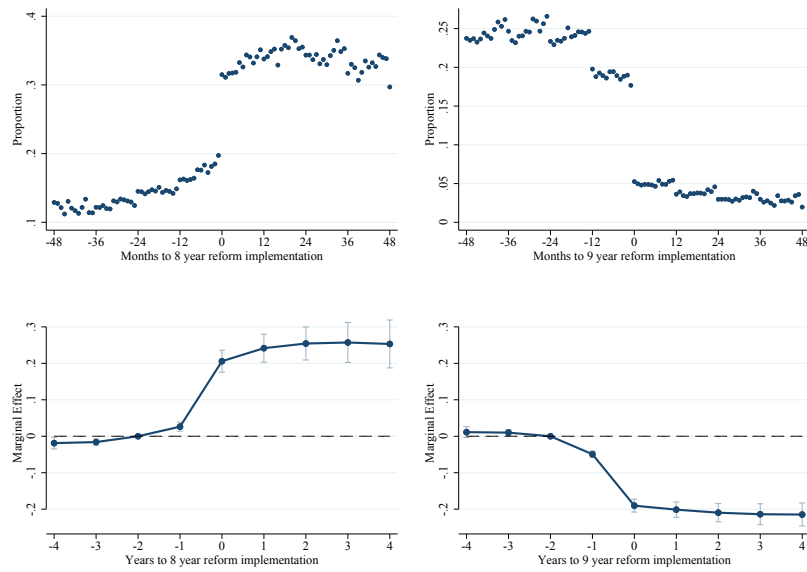 .4
.3
.2
.1
Proportion
-48 -36 -24 -12 0 12 24 36 48
Months to 8 year reform implementation
.25
.2
.15
.1
.05
0
Proportion
-48 -36 -24 -12 0 12 24 36 48
Months to 9 year reform implementation
.3
.2
.1
0
-.1
-.2
Marginal Effect
-4 -3 -2 -1 0 1 2 3 4
Years to 8 year reform implementation
.3
.2
.1
0
-.1
-.2
Marginal Effect
-4 -3 -2 -1 0 1 2 3 4
Years to 9 year reform implementation